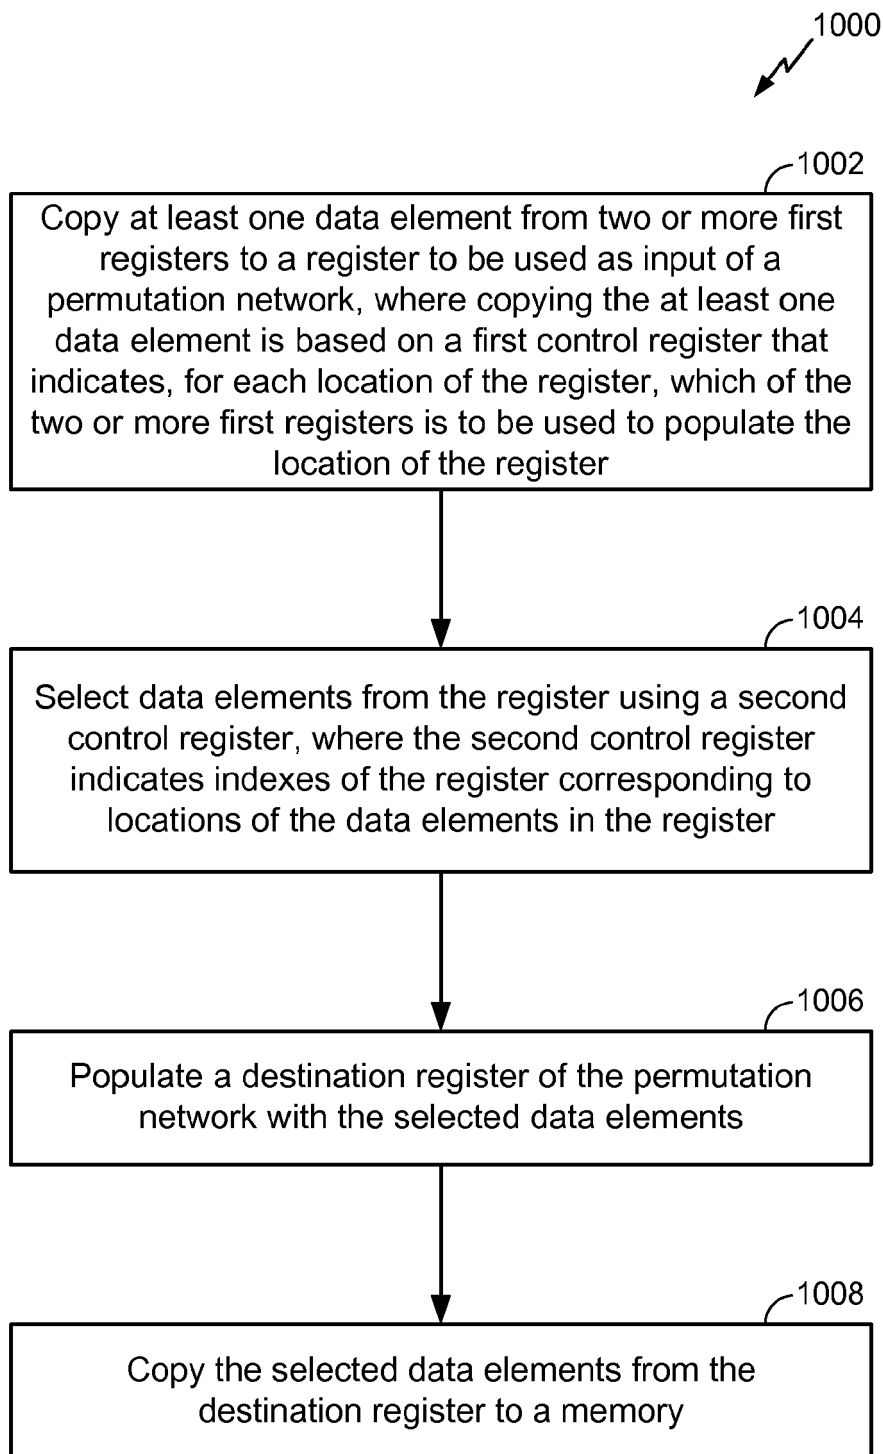 1000
1002
Copy at least one data element from two or more first
registers to a register to be used as input of a
permutation network, where copying the at least one
data element is based on a first control register that
indicates, for each location of the register, which of the
two or more first registers is to be used to populate the
location of the register
1004
Select data elements from the register using a second
control register, where the second control register
indicates indexes of the register corresponding to
locations of the data elements in the register
1006
Populate a destination register of the permutation
network with the selected data elements
1008
Copy the selected data elements from the
destination register to a memory